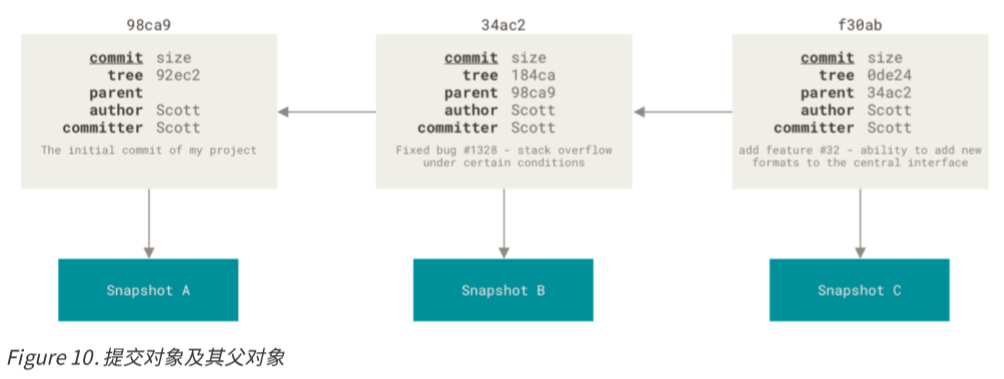 98ca9
commit size
tree 92ec2
parent
author Scott
committer Scott
The initial commit of my project
Snapshot A
34ac2
commit size
tree 184ca
parent 98ca9
author Scott
committer Scott
Fixed bug #1328 - stack overflow
under certain conditions
Snapshot B
f30ab
commit size
tree 0de24
parent 34ac2
author Scott
committer Scott
add feature #32 - ability to add new
formats to the central interface
Snapshot C
Figure 10. 提交对象及其父对象